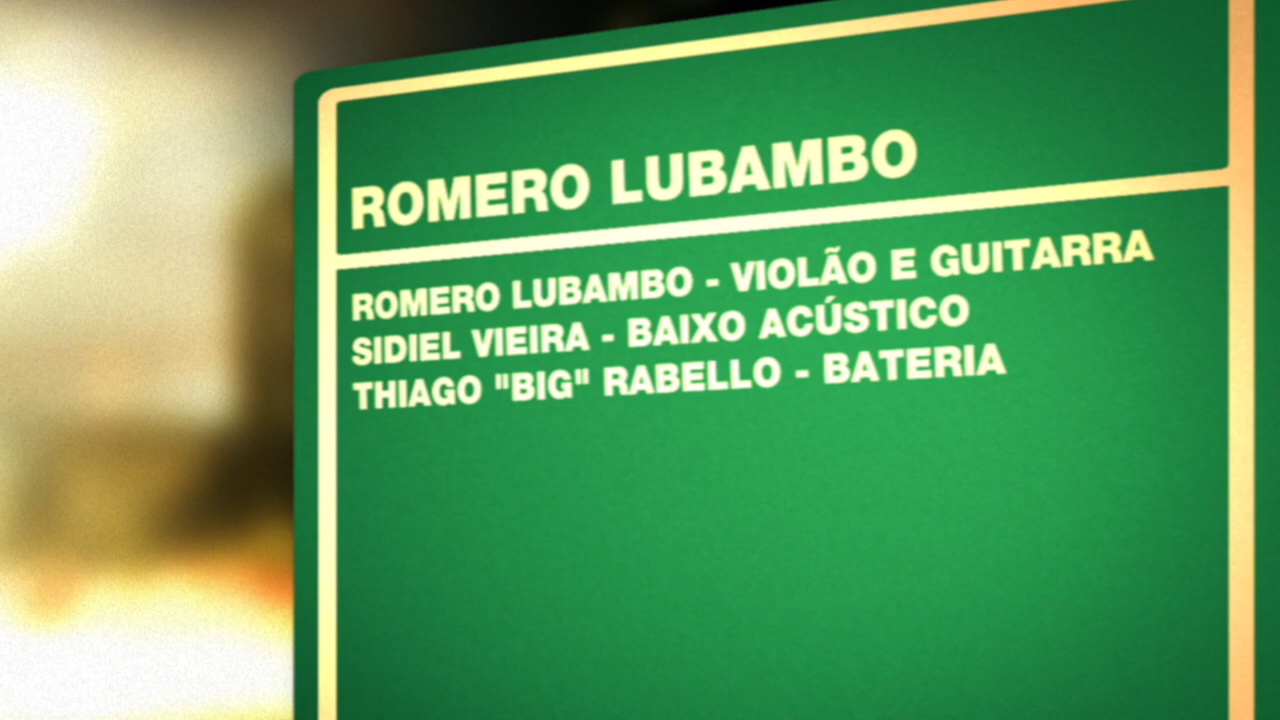 ROMERO LUBAMBO
ROMERO LUBAMBO - VIOLÃO E GUITARRA
SIDIEL VIEIRA - BAIXO ACÚSTICO
THIAGO "BIG" RABELLO - BATERIA